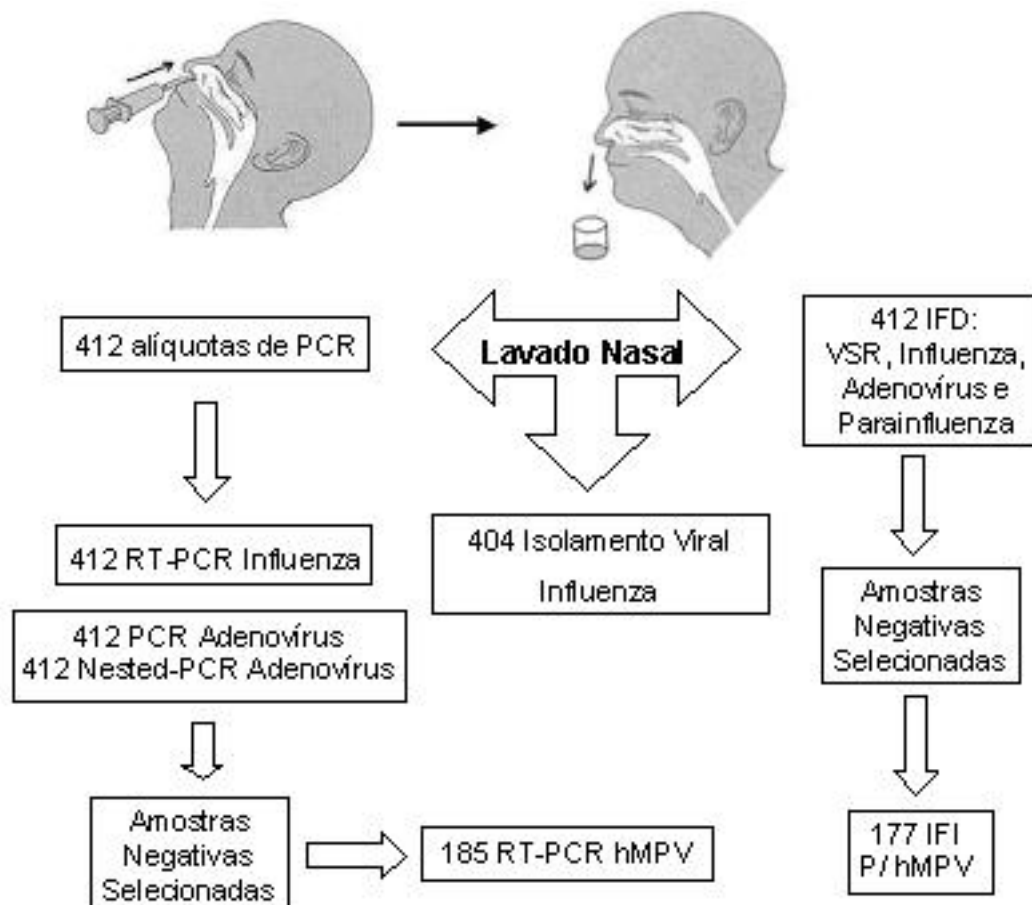 Lavado Nasal
412 alíquotas de PCR
412 RT-PCR Influenza
412 PCR Adenovírus
412 Nested-PCR Adenovírus
Amostras
Negativas
Selecionadas
185 RT-PCR hMPV
404 Isolamento Viral
Influenza
412 IFD:
VSR, Influenza,
Adenovírus e
Parainfluenza
Amostras
Negativas
Selecionadas
177 IFI
P/ hMPV